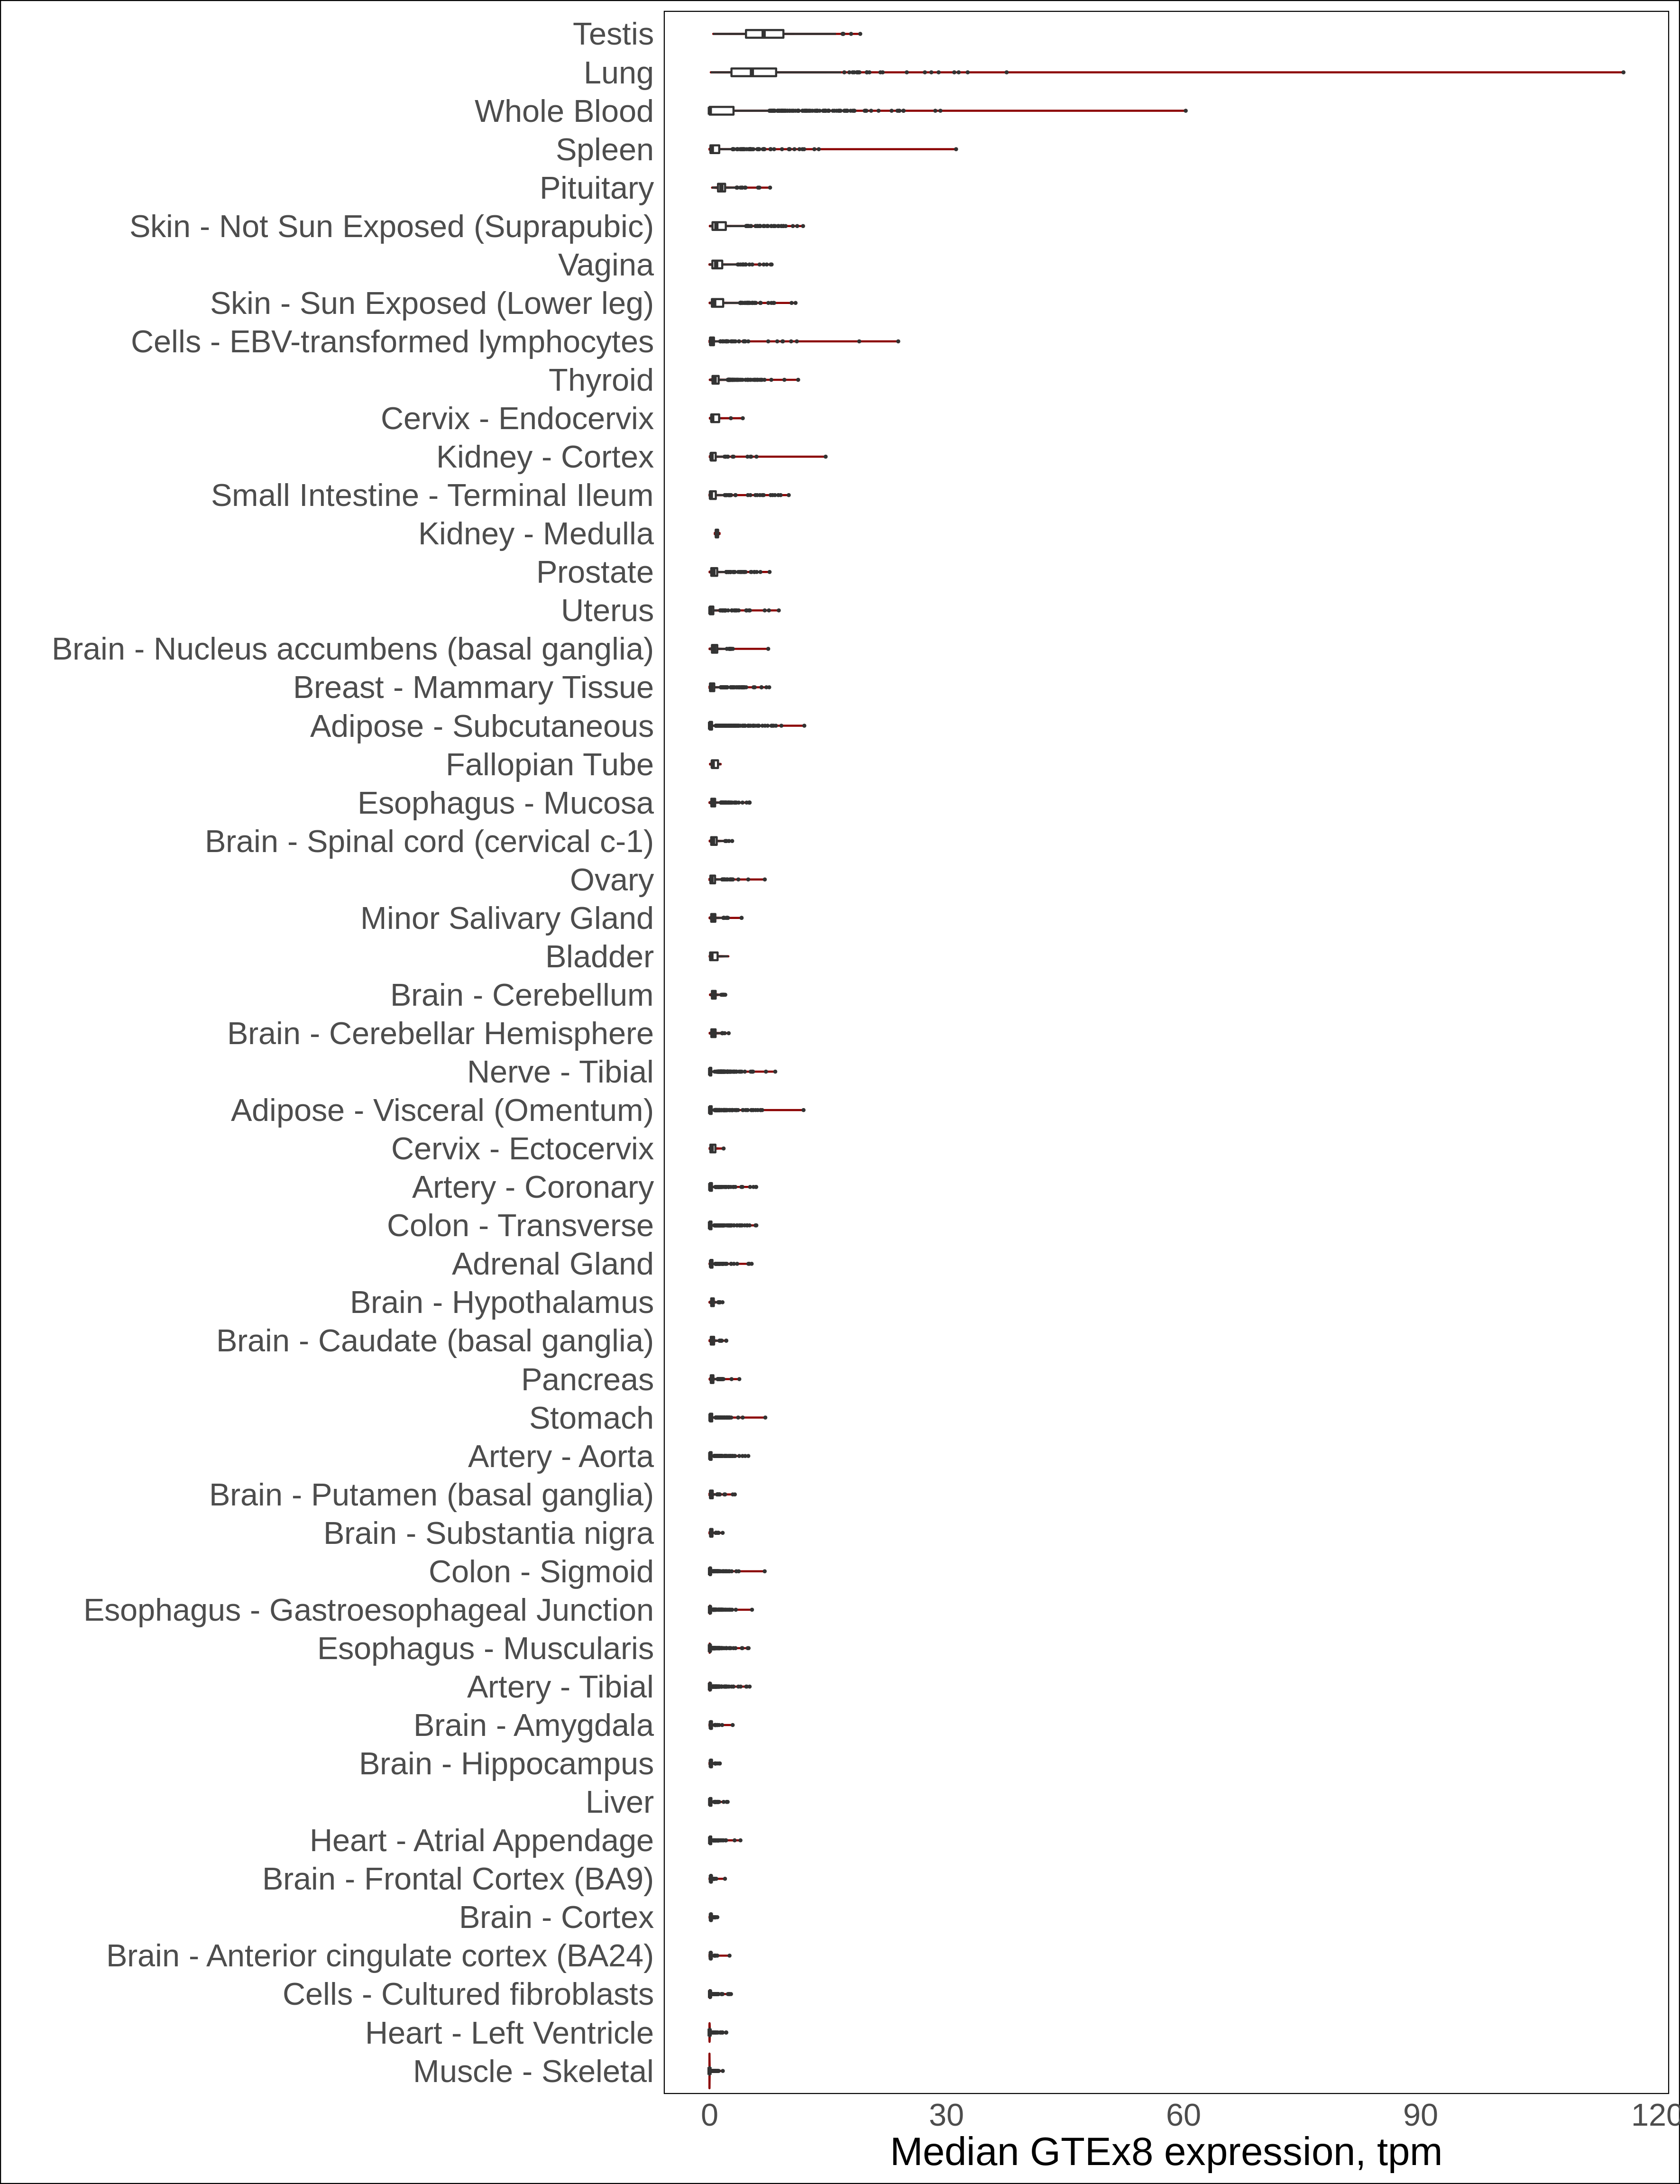 Testis
Lung
Whole Blood
Spleen
Pituitary
Skin - Not Sun Exposed (Suprapubic)
Vagina
Skin - Sun Exposed (Lower leg)
Cells - EBV-transformed lymphocytes
Thyroid
Cervix - Endocervix
Kidney - Cortex
Small Intestine - Terminal Ileum
Kidney - Medulla
Prostate
Uterus
Brain - Nucleus accumbens (basal ganglia)
Breast - Mammary Tissue
Adipose - Subcutaneous
Fallopian Tube
Esophagus - Mucosa
Brain - Spinal cord (cervical c-1)
Ovary
Minor Salivary Gland
Bladder
Brain - Cerebellum
Brain - Cerebellar Hemisphere
Nerve - Tibial
Adipose - Visceral (Omentum)
Cervix - Ectocervix
Artery - Coronary
Colon - Transverse
Adrenal Gland
Brain - Hypothalamus
Brain - Caudate (basal ganglia)
Pancreas
Stomach
Artery - Aorta
Brain - Putamen (basal ganglia)
Brain - Substantia nigra
Colon - Sigmoid
Esophagus - Gastroesophageal Junction
Esophagus - Muscularis
Artery - Tibial
Brain - Amygdala
Brain - Hippocampus
Liver
Heart - Atrial Appendage
Brain - Frontal Cortex (BA9)
Brain - Cortex
Brain - Anterior cingulate cortex (BA24)
Cells - Cultured fibroblasts
Heart - Left Ventricle
Muscle - Skeletal
0 30 60 90 120
Median GTEx8 expression, tpm